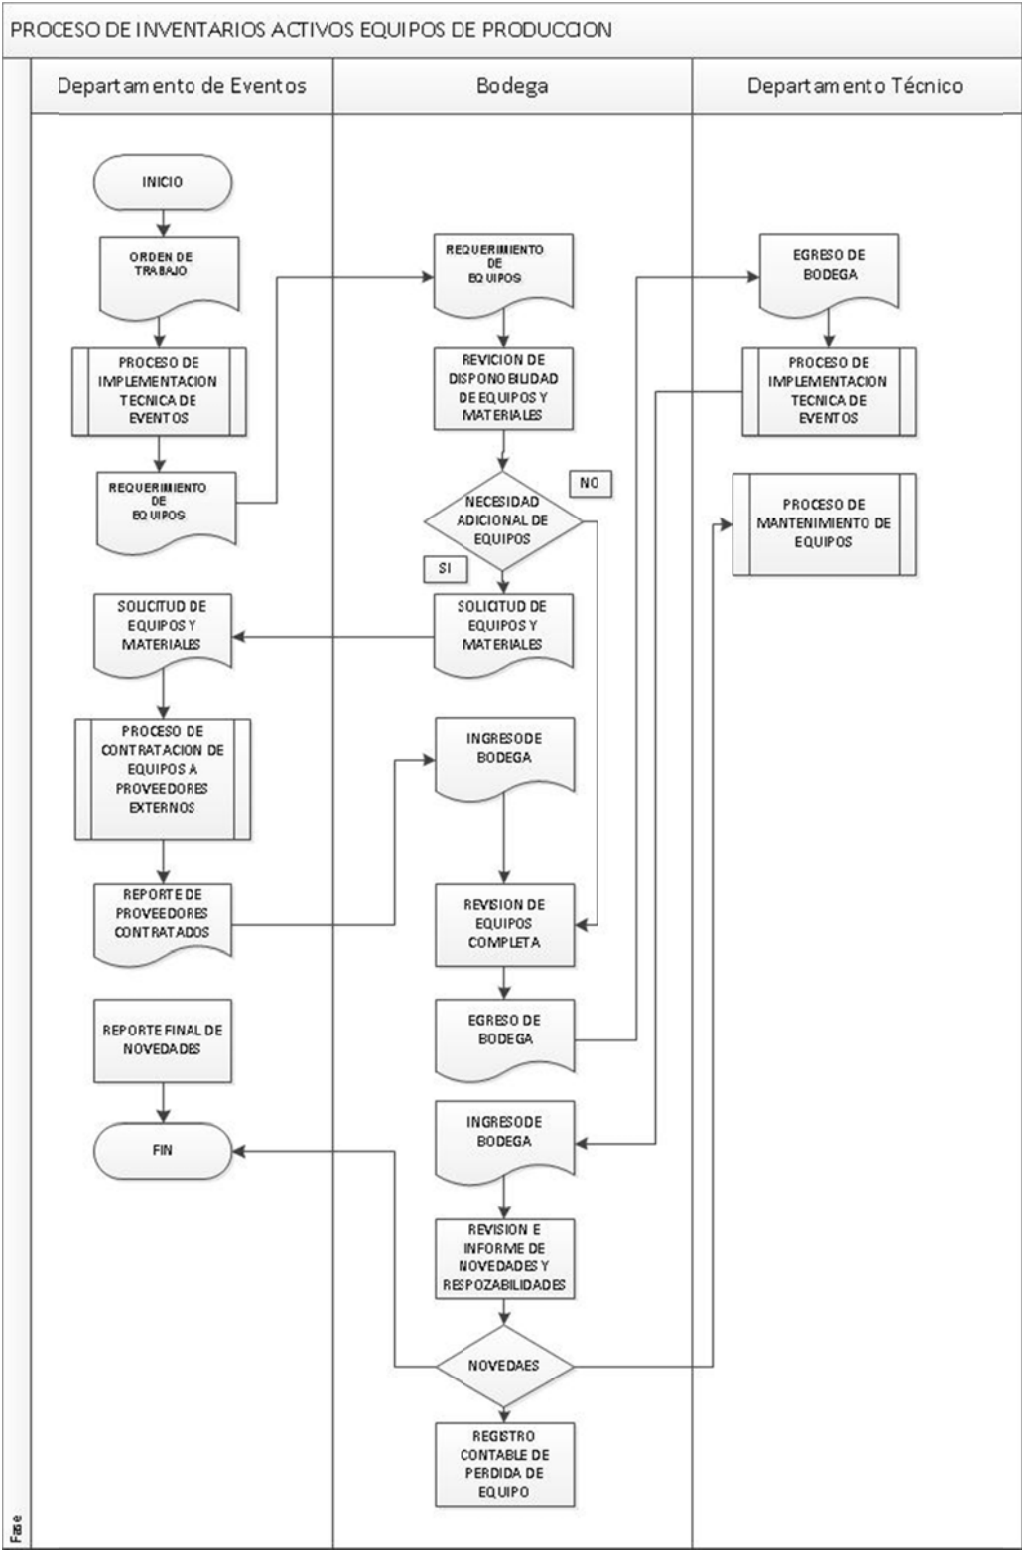 PROCESO DE INVENTARIOS ACTIVOS EQUIPOS DE PRODUCCION
Departamento de Eventos
Bodega
Departamento Técnico
INICIO
ORDEN DE
TRABAJO
PROCESO DE
IMPLEMENTACION
TECNICA DE
EVENTOS
REQUERIMIENTO
DE
EQUIPOS
SOLICITUD DE
EQUIPOS Y
MATERIALES
PROCESO DE
CONTRATACION DE
EQUIPOS A
PROVEEDORES
EXTERNOS
REPORTE DE
PROVEEDORES
CONTRATADOS
REPORTE FINAL DE
NOVEDADES
FIN
REQUERIMIENTO
DE
EQUIPOS
REVICION DE
DISPONOBILIDAD
DE EQUIPOS Y
MATERIALES
NECESIDAD
ADICIONAL DE
EQUIPOS
NO
SI
SOLICITUD DE
EQUIPOS Y
MATERIALES
INGRESO DE
BODEGA
REVISION DE
EQUIPOS
COMPLETA
EGRESO DE
BODEGA
INGRESO DE
BODEGA
REVISION E
INFORME DE
NOVEDADES Y
RESPOZABILIDADES
NOVEDAES
REGISTRO
CONTABLE DE
PERDIDA DE
EQUIPO
EGRESO DE
BODEGA
PROCESO DE
IMPLEMENTACION
TECNICA DE
EVENTOS
PROCESO DE
MANTENIMIENTO DE
EQUIPOS
Fase